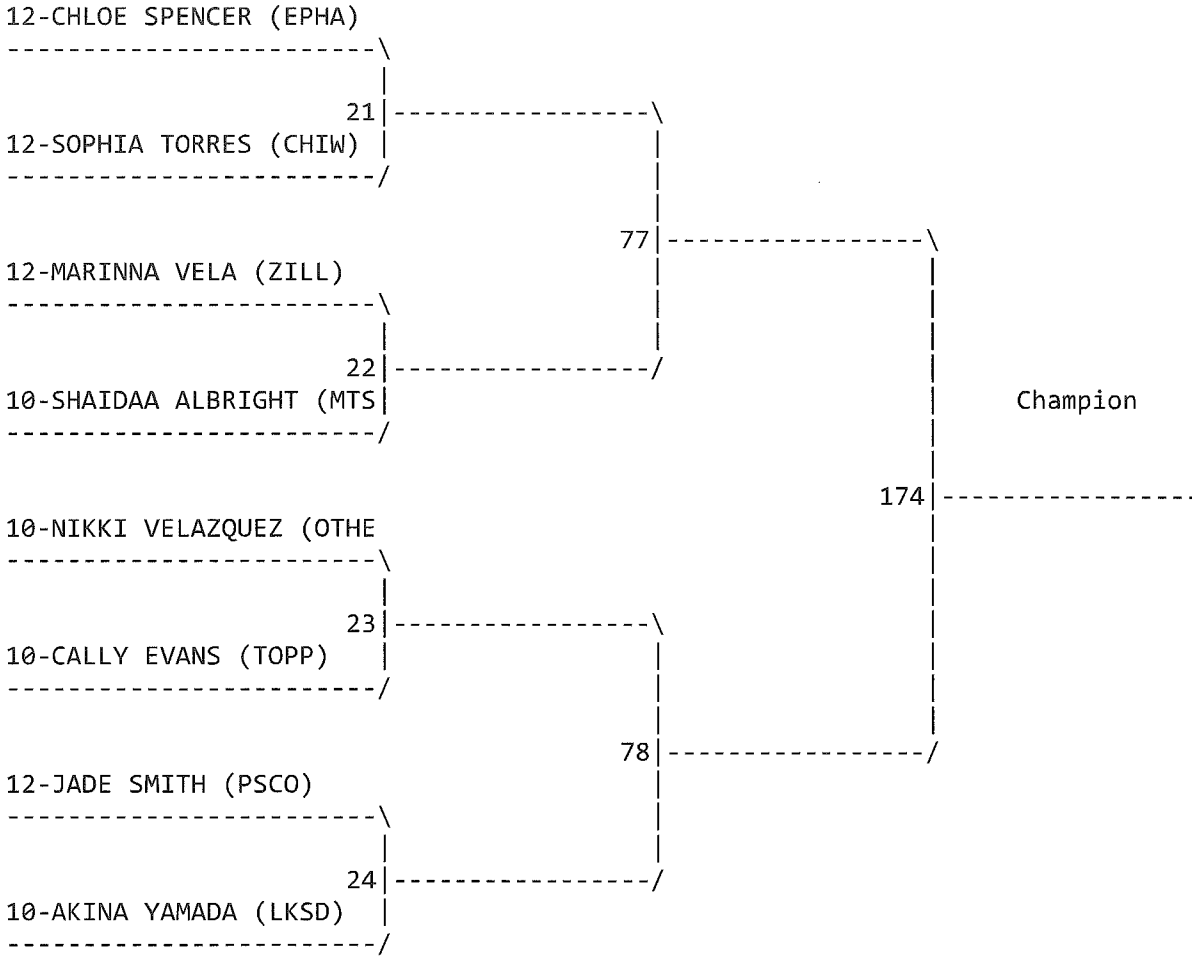 12-CHLOE SPENCER (EPHA)
21
12-SOPHIA TORRES (CHIW)
77
12-MARINNA VELA (ZILL)
22
10-SHAIDAA ALBRIGHT (MTS
Champion
174
10-NIKKI VELAZQUEZ (OTHE
23
10-CALLY EVANS (TOPP)
78
12-JADE SMITH (PSCO)
24
10-AKINA YAMADA (LKSD)